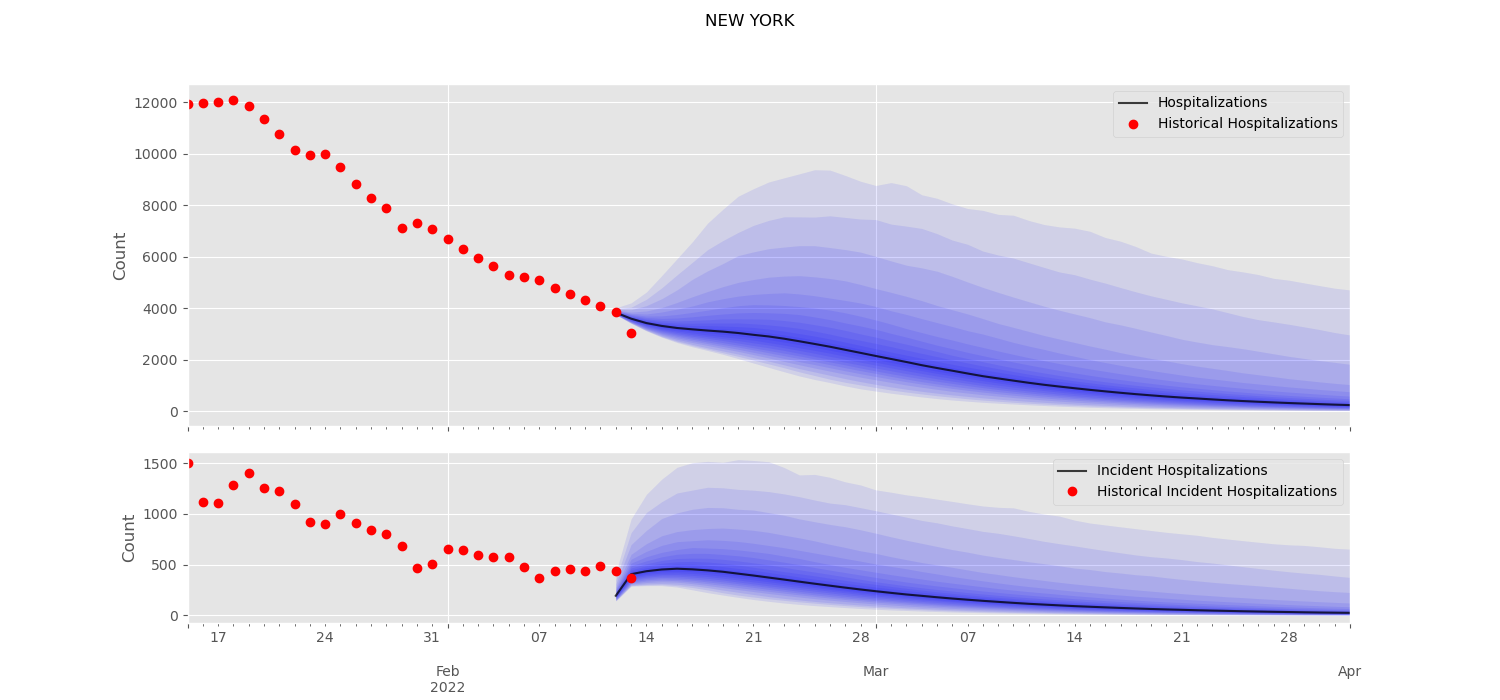 NEW YORK
12000
10000
8000
6000
4000
2000
0
Count
Hospitalizations
Historical Hospitalizations
1500
1000
500
0
Count
Incident Hospitalizations
Historical Incident Hospitalizations
17 24 31 07 14 21 28 07 14 21 28
Feb Mar Apr
2022